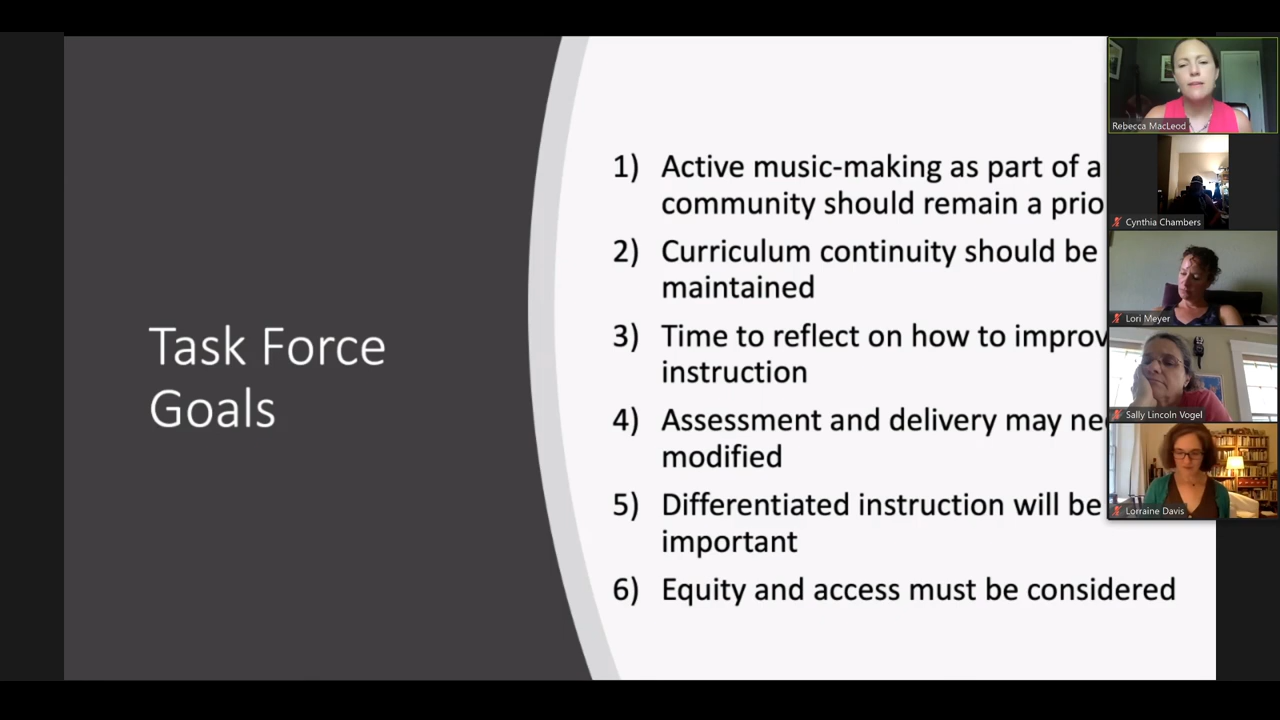 Task Force
Goals
1) Active music-making as part of a
community should remain a prio
2) Curriculum continuity should be
maintained
3) Time to reflect on how to improv
instruction
4) Assessment and delivery may ne
modified
5) Differentiated instruction will be
important
6) Equity and access must be considered
Rebecca MacLeod
Cynthia Chambers
Lori Meyer
Sally Lincoln Vogel
Lorraine Davis